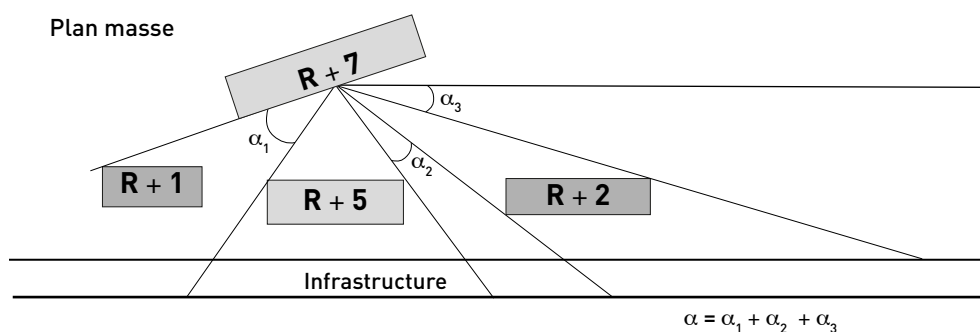 Plan masse
R + 7
α3
α1
α2
R + 1
R + 5
R + 2
Infrastructure
α = α1 + α2 + α3